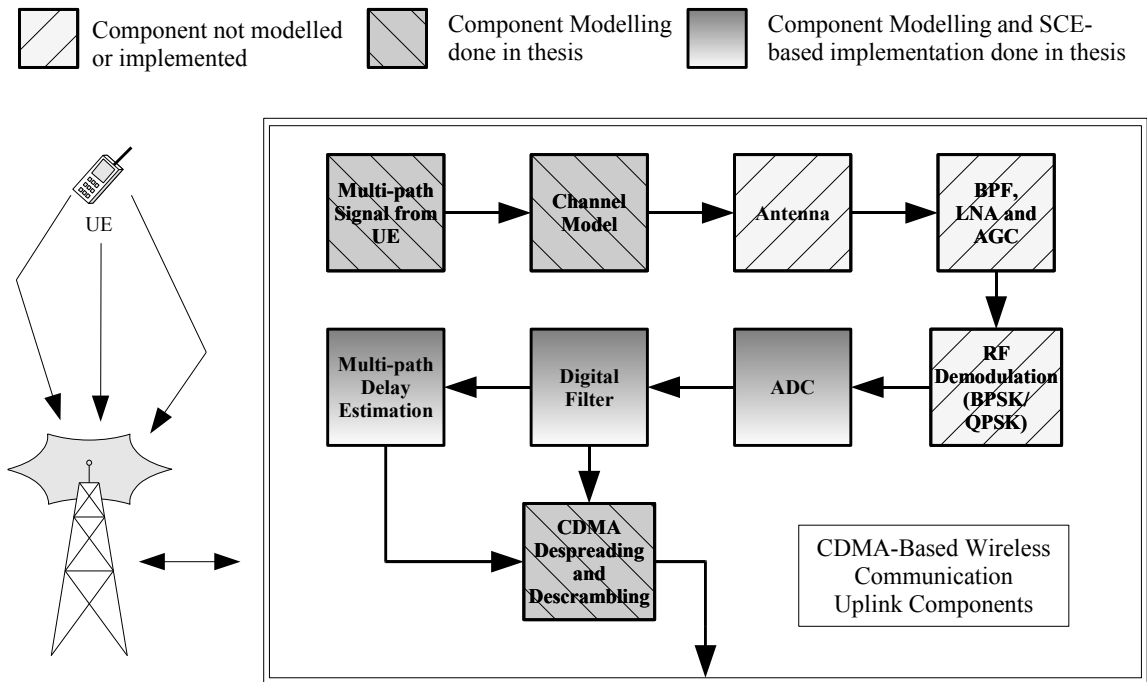 Component not modelled
or implemented
Component Modelling
done in thesis
Component Modelling and SCE-
based implementation done in thesis
UE
Multi-path
Signal from
UE
Channel
Model
Antenna
BPF,
LNA and
AGC
Multi-path
Delay
Estimation
Digital
Filter
ADC
RF
Demodulation
(BPSK/
QPSK)
CDMA
Despreading
and
Descrambling
CDMA-Based Wireless
Communication
Uplink Components